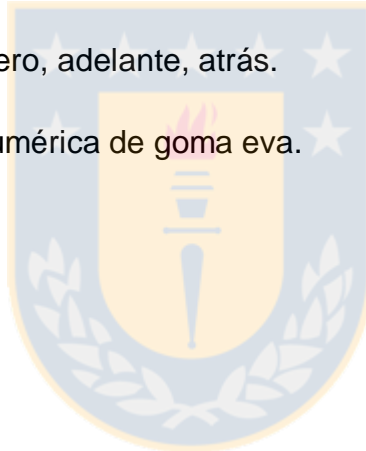 ero, adelante, atrás.
umérica de goma eva.